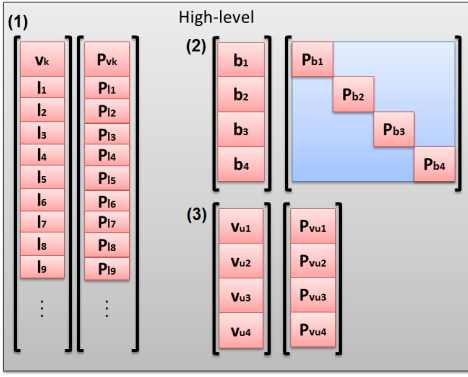 High-level
(1)
vk
l1
l2
l3
l4
l5
l6
l7
l8
l9
⋮
Pvk
Pl1
Pl2
Pl3
Pl4
Pl5
Pl6
Pl7
Pl8
Pl9
⋮
(2)
b1
b2
b3
b4
Pb1
Pb2
Pb3
Pb4
(3)
vu1
vu2
vu3
vu4
Pvu1
Pvu2
Pvu3
Pvu4